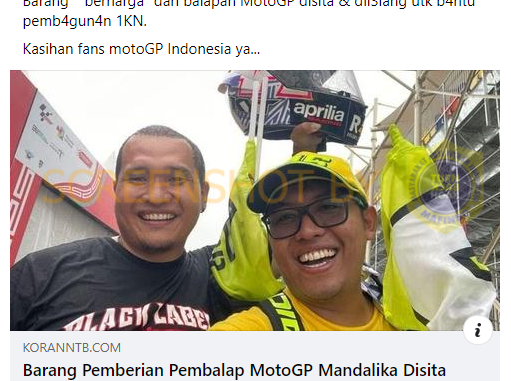 Barang " berharga" dari balapan MotoGP disita & dil3lang utk b4ntu
pemb4gun4n 1KN.
Kasihan fans motoGP Indonesia ya...
aprilia
SCREENSHOT
BLACK LABEL
KORANNTB.COM
Barang Pemberian Pembalap MotoGP Mandalika Disita